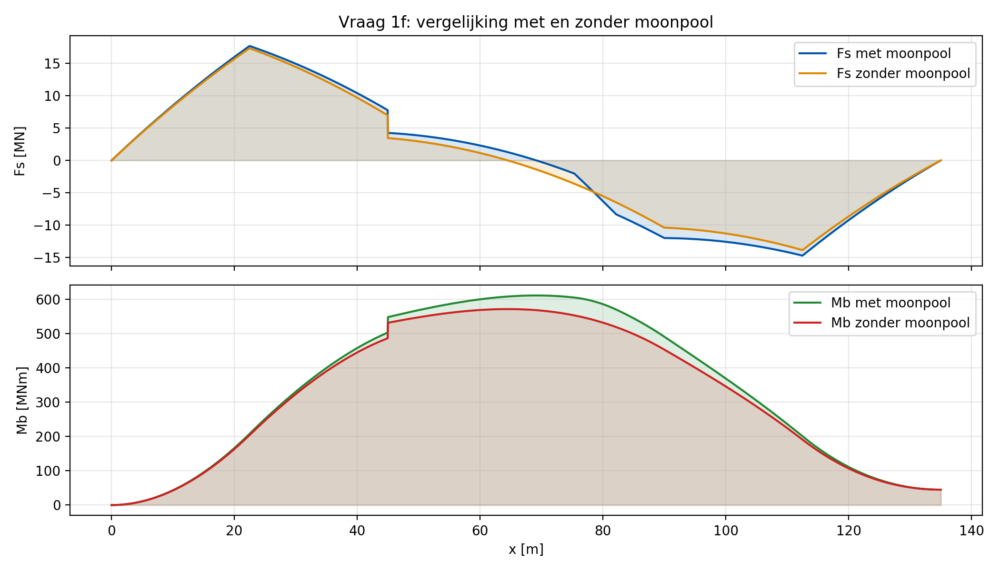 Vraag 1f: vergelijking met en zonder moonpool
Fs met moonpool
Fs zonder moonpool
Fs [MN]
15
10
5
0
−5
−10
−15
Mb met moonpool
Mb zonder moonpool
Mb [MNm]
600
500
400
300
200
100
0
0 20 40 60 80 100 120 140
x [m]